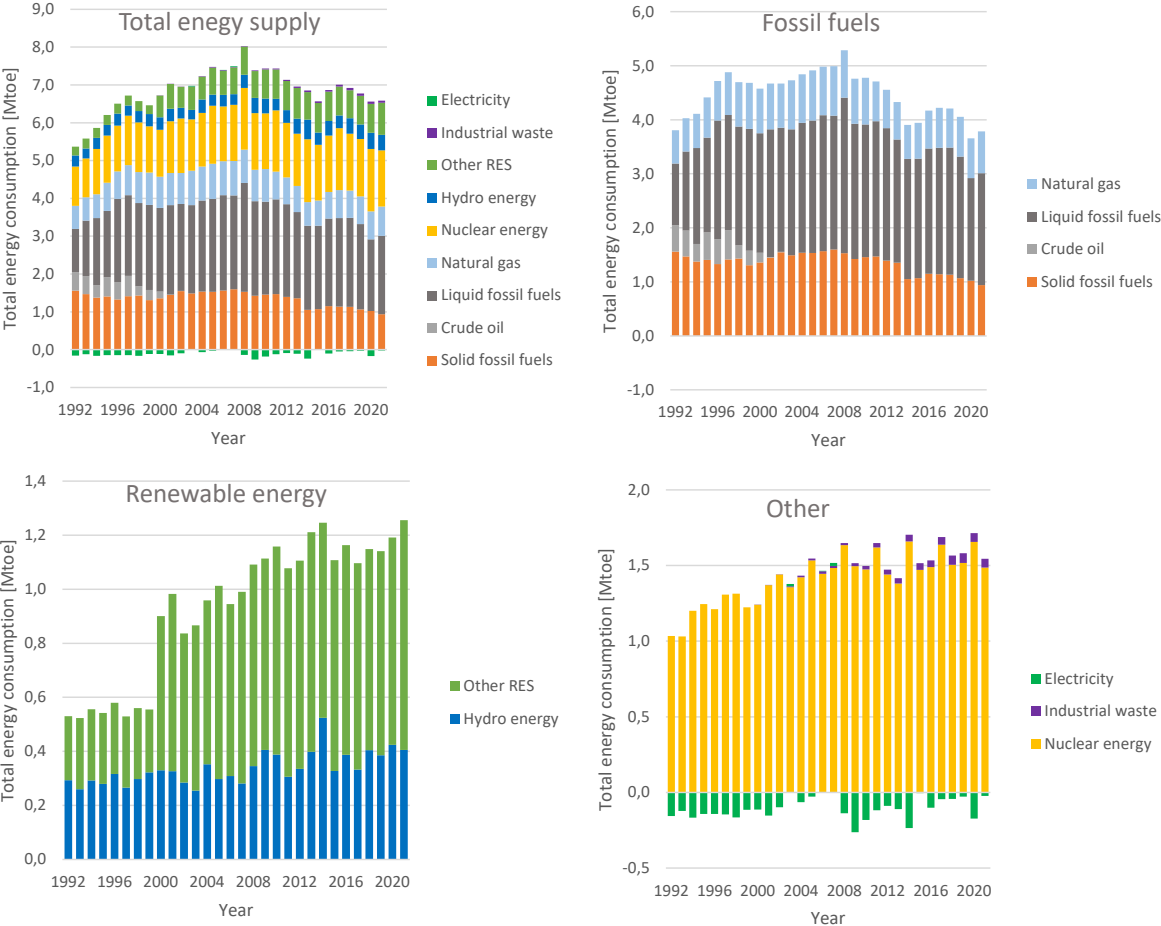 Total enegy supply
Total energy consumption [Mtoe]
9,0
8,0
7,0
6,0
5,0
4,0
3,0
2,0
1,0
0,0
-1,0
1992 1996 2000 2004 2008 2012 2016 2020
Year
Electricity
Industrial waste
Other RES
Hydro energy
Nuclear energy
Natural gas
Liquid fossil fuels
Crude oil
Solid fossil fuels
Fossil fuels
Total energy consumption [Mtoe]
6,0
5,0
4,0
3,0
2,0
1,0
0,0
-1,0
1992 1996 2000 2004 2008 2012 2016 2020
Year
Natural gas
Liquid fossil fuels
Crude oil
Solid fossil fuels
Renewable energy
Total energy consumption [Mtoe]
1,4
1,2
1,0
0,8
0,6
0,4
0,2
0,0
1992 1996 2000 2004 2008 2012 2016 2020
Year
Other RES
Hydro energy
Other
Total energy consumption [Mtoe]
2,0
1,5
1,0
0,5
0,0
-0,5
1992 1996 2000 2004 2008 2012 2016 2020
Year
Electricity
Industrial waste
Nuclear energy